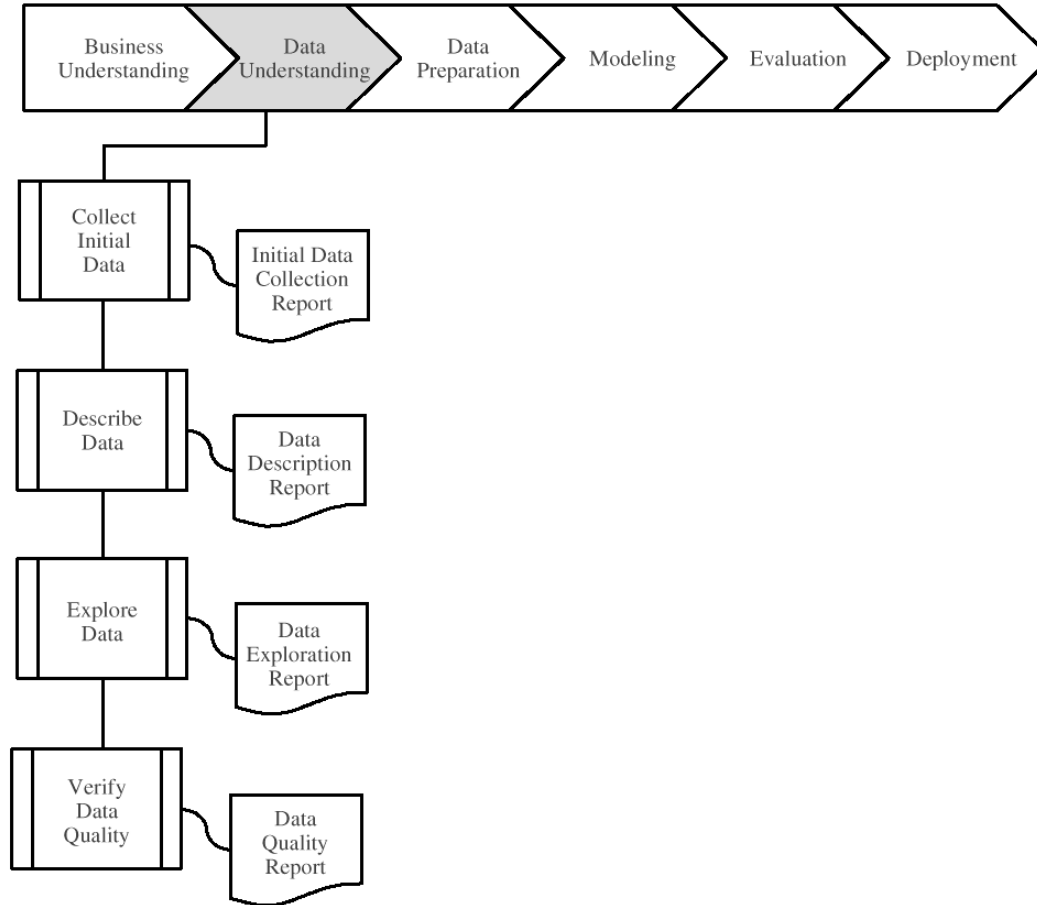 Business
Understanding
Data
Understanding
Data
Preparation
Modeling
Evaluation
Deployment
Collect
Initial
Data
Initial Data
Collection
Report
Describe
Data
Data
Description
Report
Explore
Data
Data
Exploration
Report
Verify
Data
Quality
Data
Quality
Report